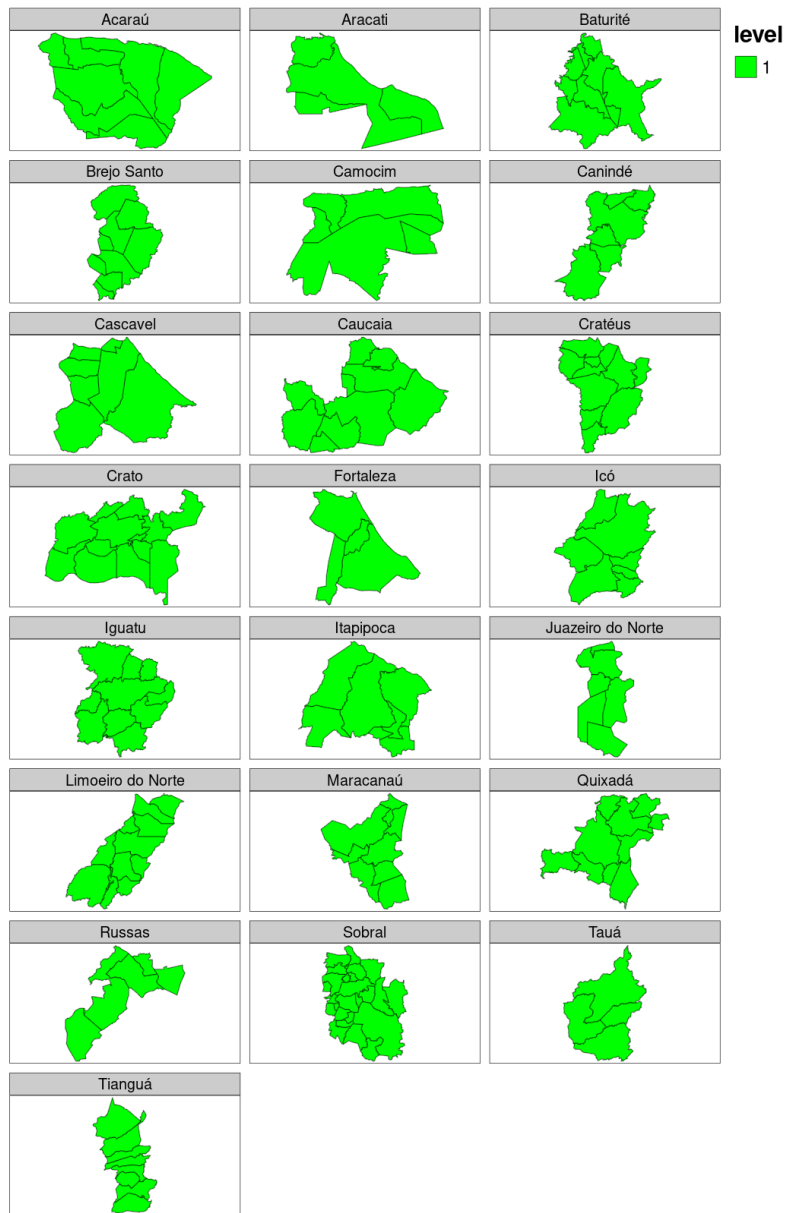 Acaraú
Aracati
Baturité
level
1
Brejo Santo
Camocim
Canindé
Cascavel
Caucaia
Cratéus
Crato
Fortaleza
Icó
Iguatu
Itapipoca
Juazeiro do Norte
Limoeiro do Norte
Maracanaú
Quixadá
Russas
Sobral
Tauá
Tianguá